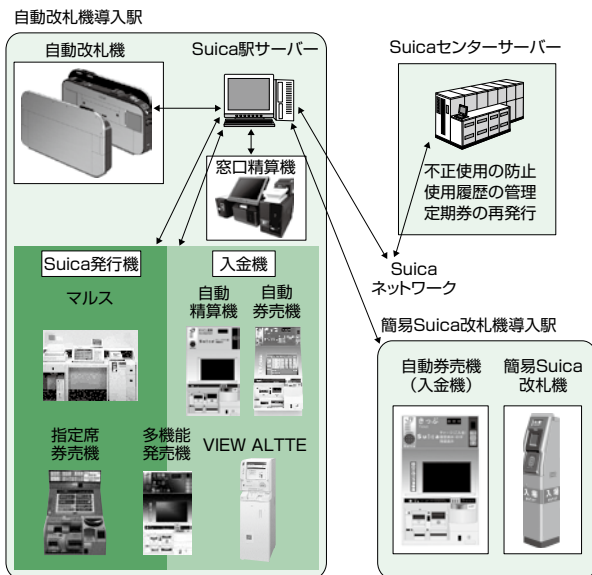 自動改札機導入駅
自動改札機
Suica駅サーバー
Suicaセンターサーバー
窓口精算機
不正使用の防止
使用履歴の管理
定期券の再発行
Suica
ネットワーク
Suica発行機
入金機
マルス
自動
精算機
自動
券売機
指定席
券売機
多機能
発売機
VIEW ALTTE
簡易Suica改札機導入駅
自動券売機
(入金機)
簡易Suica
改札機
きっぷ
Suica
入場